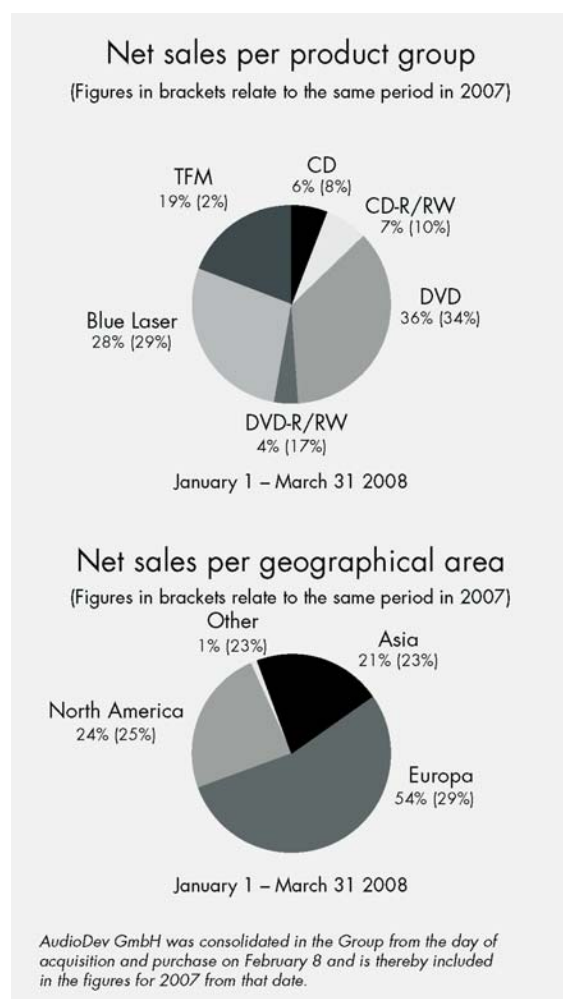 Net sales per product group
(Figures in brackets relate to the same period in 2007)
CD
6% (8%)
CD-R/RW
7% (10%)
DVD
36% (34%)
DVD-R/RW
4% (17%)
Blue Laser
28% (29%)
TFM
19% (2%)
January 1 – March 31 2008
Net sales per geographical area
(Figures in brackets relate to the same period in 2007)
Other
1% (23%)
Asia
21% (23%)
North America
24% (25%)
Europa
54% (29%)
January 1 – March 31 2008
AudioDev GmbH was consolidated in the Group from the day of
acquisition and purchase on February 8 and is thereby included
in the figures for 2007 from that date.